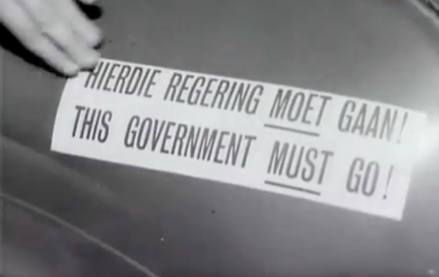 HIERDIE REGERING MOET GAAN!
THIS GOVERNMENT MUST GO!